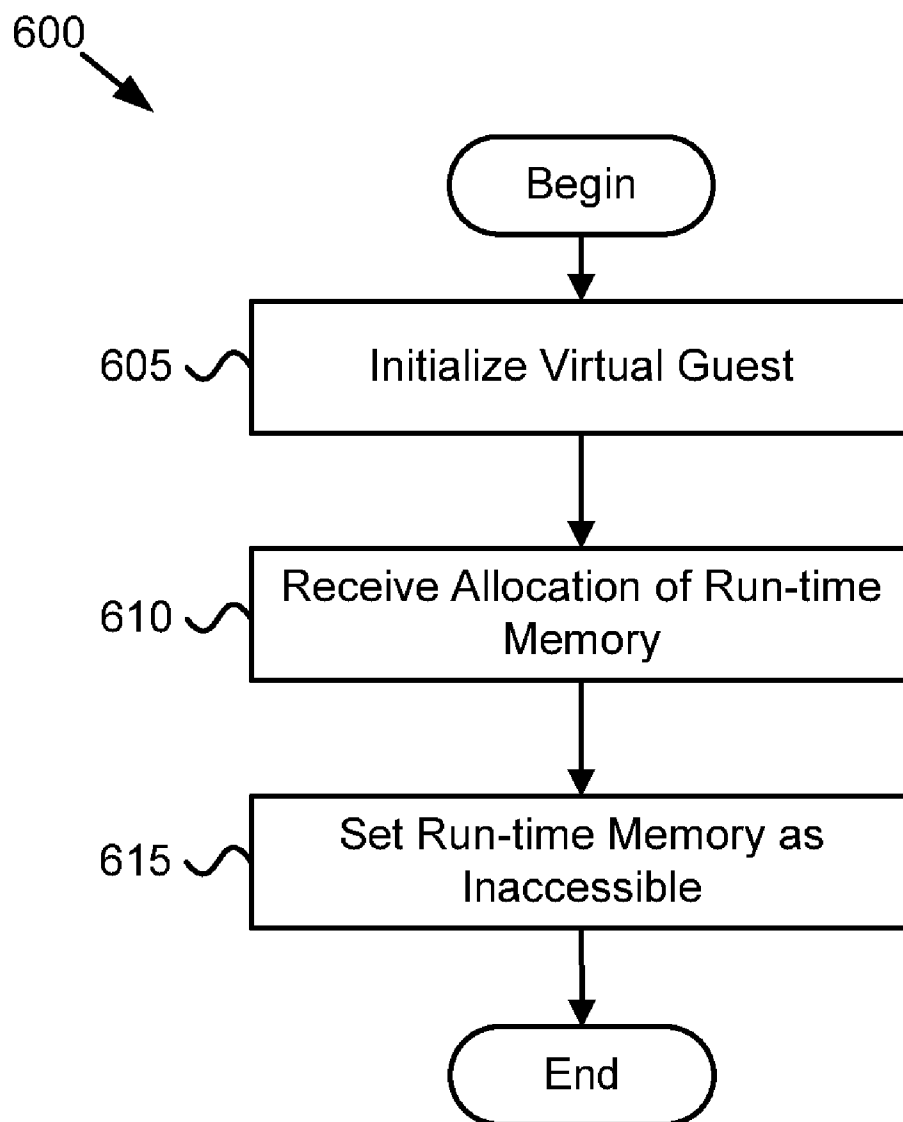 600
Begin
605
Initialize Virtual Guest
610
Receive Allocation of Run-time
Memory
615
Set Run-time Memory as
Inaccessible
End